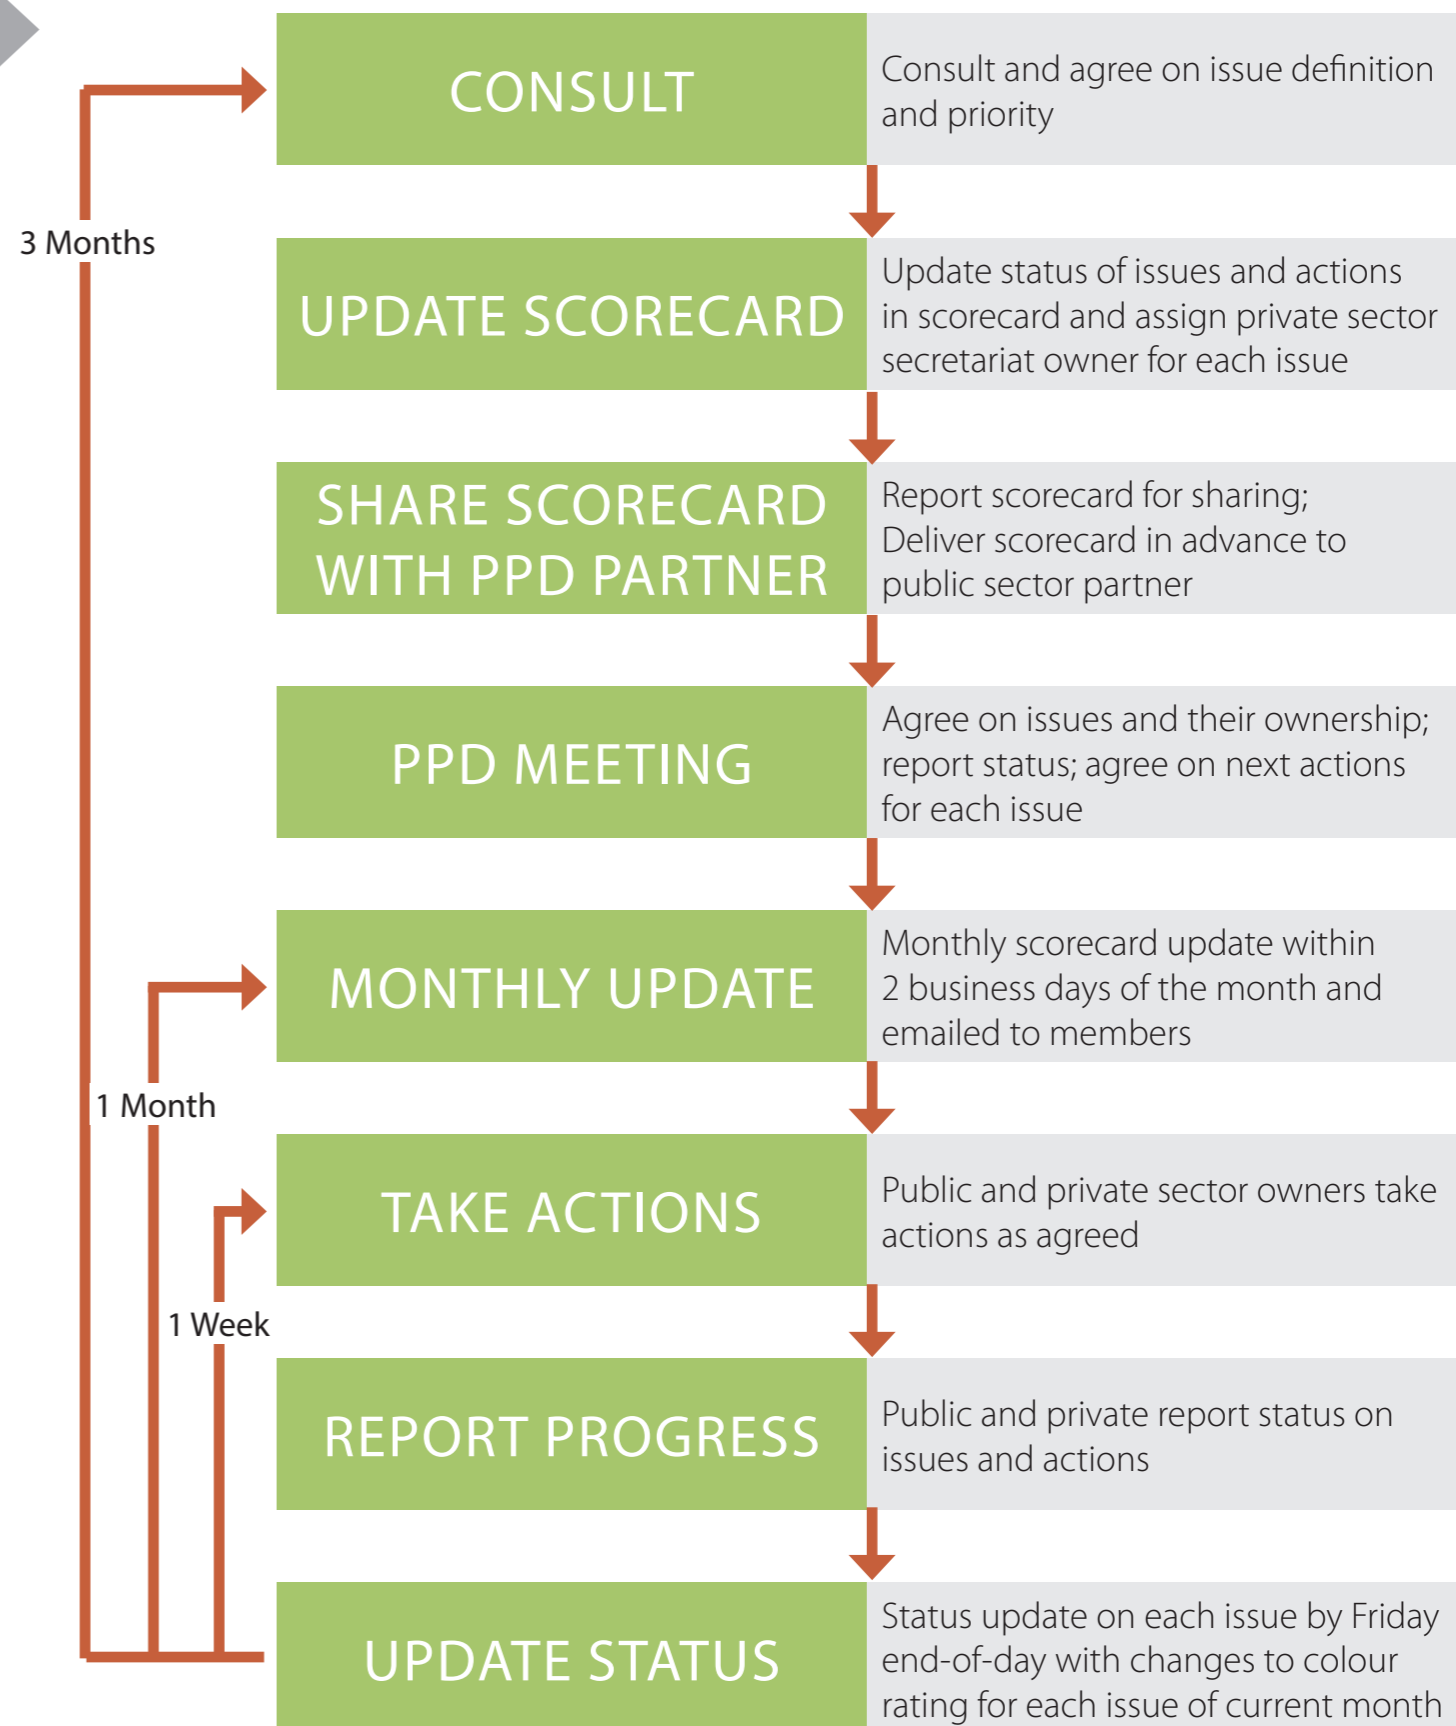 CONSULT
Consult and agree on issue definition
and priority
3 Months
UPDATE SCORECARD
Update status of issues and actions
in scorecard and assign private sector
secretariat owner for each issue
SHARE SCORECARD
WITH PPD PARTNER
Report scorecard for sharing;
Deliver scorecard in advance to
public sector partner
PPD MEETING
Agree on issues and their ownership;
report status; agree on next actions
for each issue
MONTHLY UPDATE
Monthly scorecard update within
2 business days of the month and
emailed to members
1 Month
TAKE ACTIONS
Public and private sector owners take
actions as agreed
1 Week
REPORT PROGRESS
Public and private report status on
issues and actions
UPDATE STATUS
Status update on each issue by Friday
end-of-day with changes to colour
rating for each issue of current month